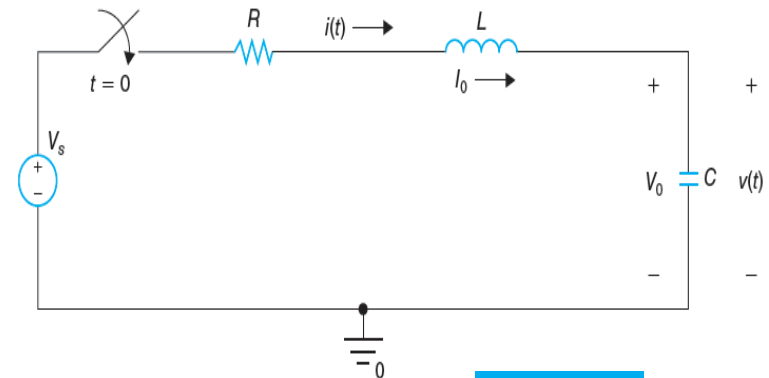 R i(t) L
t = 0 I₀
+ +
Vₛ
+
− V₀ C v(t)
− −
0